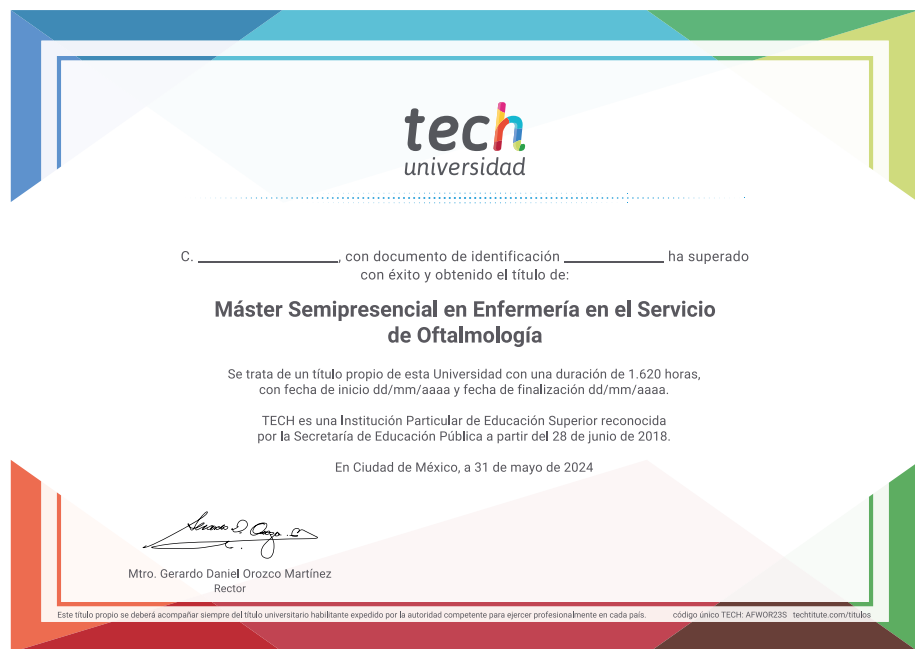 tech
universidad
C. ____________________, con documento de identificación ______________ ha superado
con éxito y obtenido el título de:
Máster Semipresencial en Enfermería en el Servicio
de Oftalmología
Se trata de un título propio de esta Universidad con una duración de 1.620 horas,
con fecha de inicio dd/mm/aaaa y fecha de finalización dd/mm/aaaa.
TECH es una Institución Particular de Educación Superior reconocida
por la Secretaría de Educación Pública a partir del 28 de junio de 2018.
En Ciudad de México, a 31 de mayo de 2024
Mtro. Gerardo Daniel Orozco Martínez
Rector
Este título propio se deberá acompañar siempre del título universitario habilitante expedido por la autoridad competente para ejercer profesionalmente en cada país. código único TECH: AFWOR23S techtitute.com/titulos